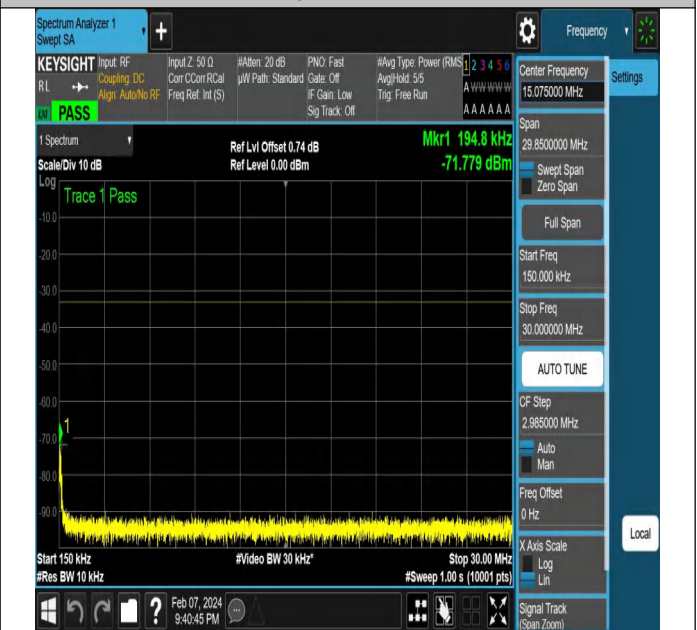 Spectrum Analyzer 1
Swept SA
+
Frequency
KEYSIGHT
RL
PASS
Input: RF
Coupling: DC
Align: Auto/No RF
Input Z: 50 Ω
Corr CCorr RCal
Freq Ref: Int (S)
#Atten: 20 dB
µW Path: Standard
PNO: Fast
Gate: Off
IF Gain: Low
Sig Track: Off
#Avg Type: Power (RMS
Avg|Hold: 5/5
Trig: Free Run
1 2 3 4 5 6
A W W W W W
A A A A A A
1 Spectrum
Scale/Div 10 dB
Ref Lvl Offset 0.74 dB
Ref Level 0.00 dBm
Mkr1 194.8 kHz
-71.779 dBm
Log
Trace 1 Pass
-10.0
-20.0
-30.0
-40.0
-50.0
-60.0
-70.0
-80.0
-90.0
1
Start 150 kHz
#Res BW 10 kHz
#Video BW 30 kHz*
Stop 30.00 MHz
#Sweep 1.00 s (10001 pts)
Feb 07, 2024
9:40:45 PM
?
Center Frequency
15.075000 MHz
Settings
Span
29.8500000 MHz
Swept Span
Zero Span
Full Span
Start Freq
150.000 kHz
Stop Freq
30.000000 MHz
AUTO TUNE
CF Step
2.985000 MHz
Auto
Man
Freq Offset
0 Hz
X Axis Scale
Log
Lin
Signal Track
(Span Zoom)
Local